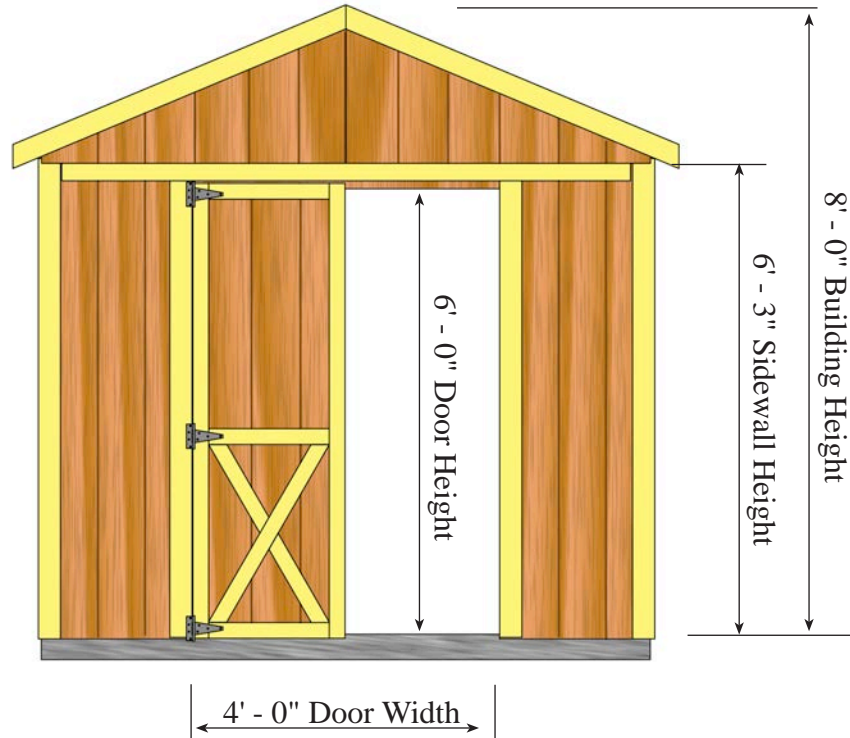 8' - 0" Building Height
6' - 3" Sidewall Height
6' - 0" Door Height
4' - 0" Door Width